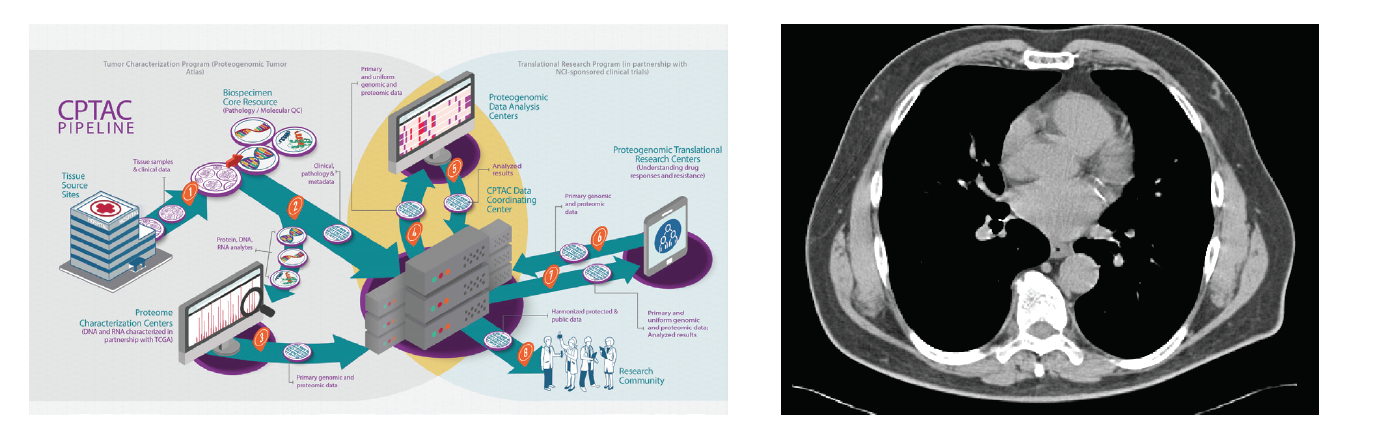 Tumor Characterization Program (Proteogenomic Tumor
Atlas)
Translational Research Program (in partnership with
NCI-sponsored clinical trials)
CPTAC
PIPELINE
Biospecimen
Core Resource
(Pathology / Molecular QC)
Primary
and uniform
genomic and
proteomic data
Proteogenomic
Data Analysis
Centers
Tissue samples
& clinical data
Tissue
Source
Sites
1
2
Clinical,
pathology &
metadata
5
Analyzed
results
CPTAC Data
Coordinating
Center
Proteogenomic Translational
Research Centers
(Understanding drug
responses and resistance)
Primary genomic
and proteomic
data
4
6
7
Protein, DNA,
RNA analytes
Proteome
Characterization Centers
(DNA and RNA characterized in
partnership with TCGA)
3
Primary genomic and
proteomic data
Harmonized protected &
public data
Primary and
uniform genomic
and proteomic data;
Analyzed results
8
Research
Community